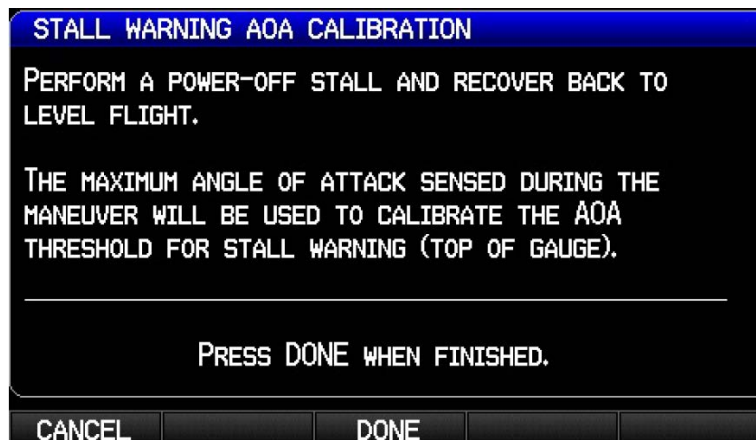 STALL WARNING AOA CALIBRATION
PERFORM A POWER-OFF STALL AND RECOVER BACK TO
LEVEL FLIGHT.
THE MAXIMUM ANGLE OF ATTACK SENSED DURING THE
MANEUVER WILL BE USED TO CALIBRATE THE AOA
THRESHOLD FOR STALL WARNING (TOP OF GAUGE).
PRESS DONE WHEN FINISHED.
CANCEL DONE